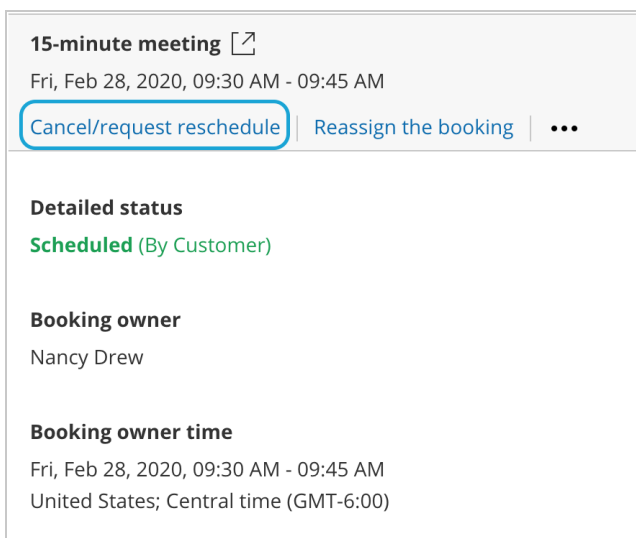 15-minute meeting
Fri, Feb 28, 2020, 09:30 AM - 09:45 AM
Cancel/request reschedule | Reassign the booking | •••
Detailed status
Scheduled (By Customer)
Booking owner
Nancy Drew
Booking owner time
Fri, Feb 28, 2020, 09:30 AM - 09:45 AM
United States; Central time (GMT-6:00)